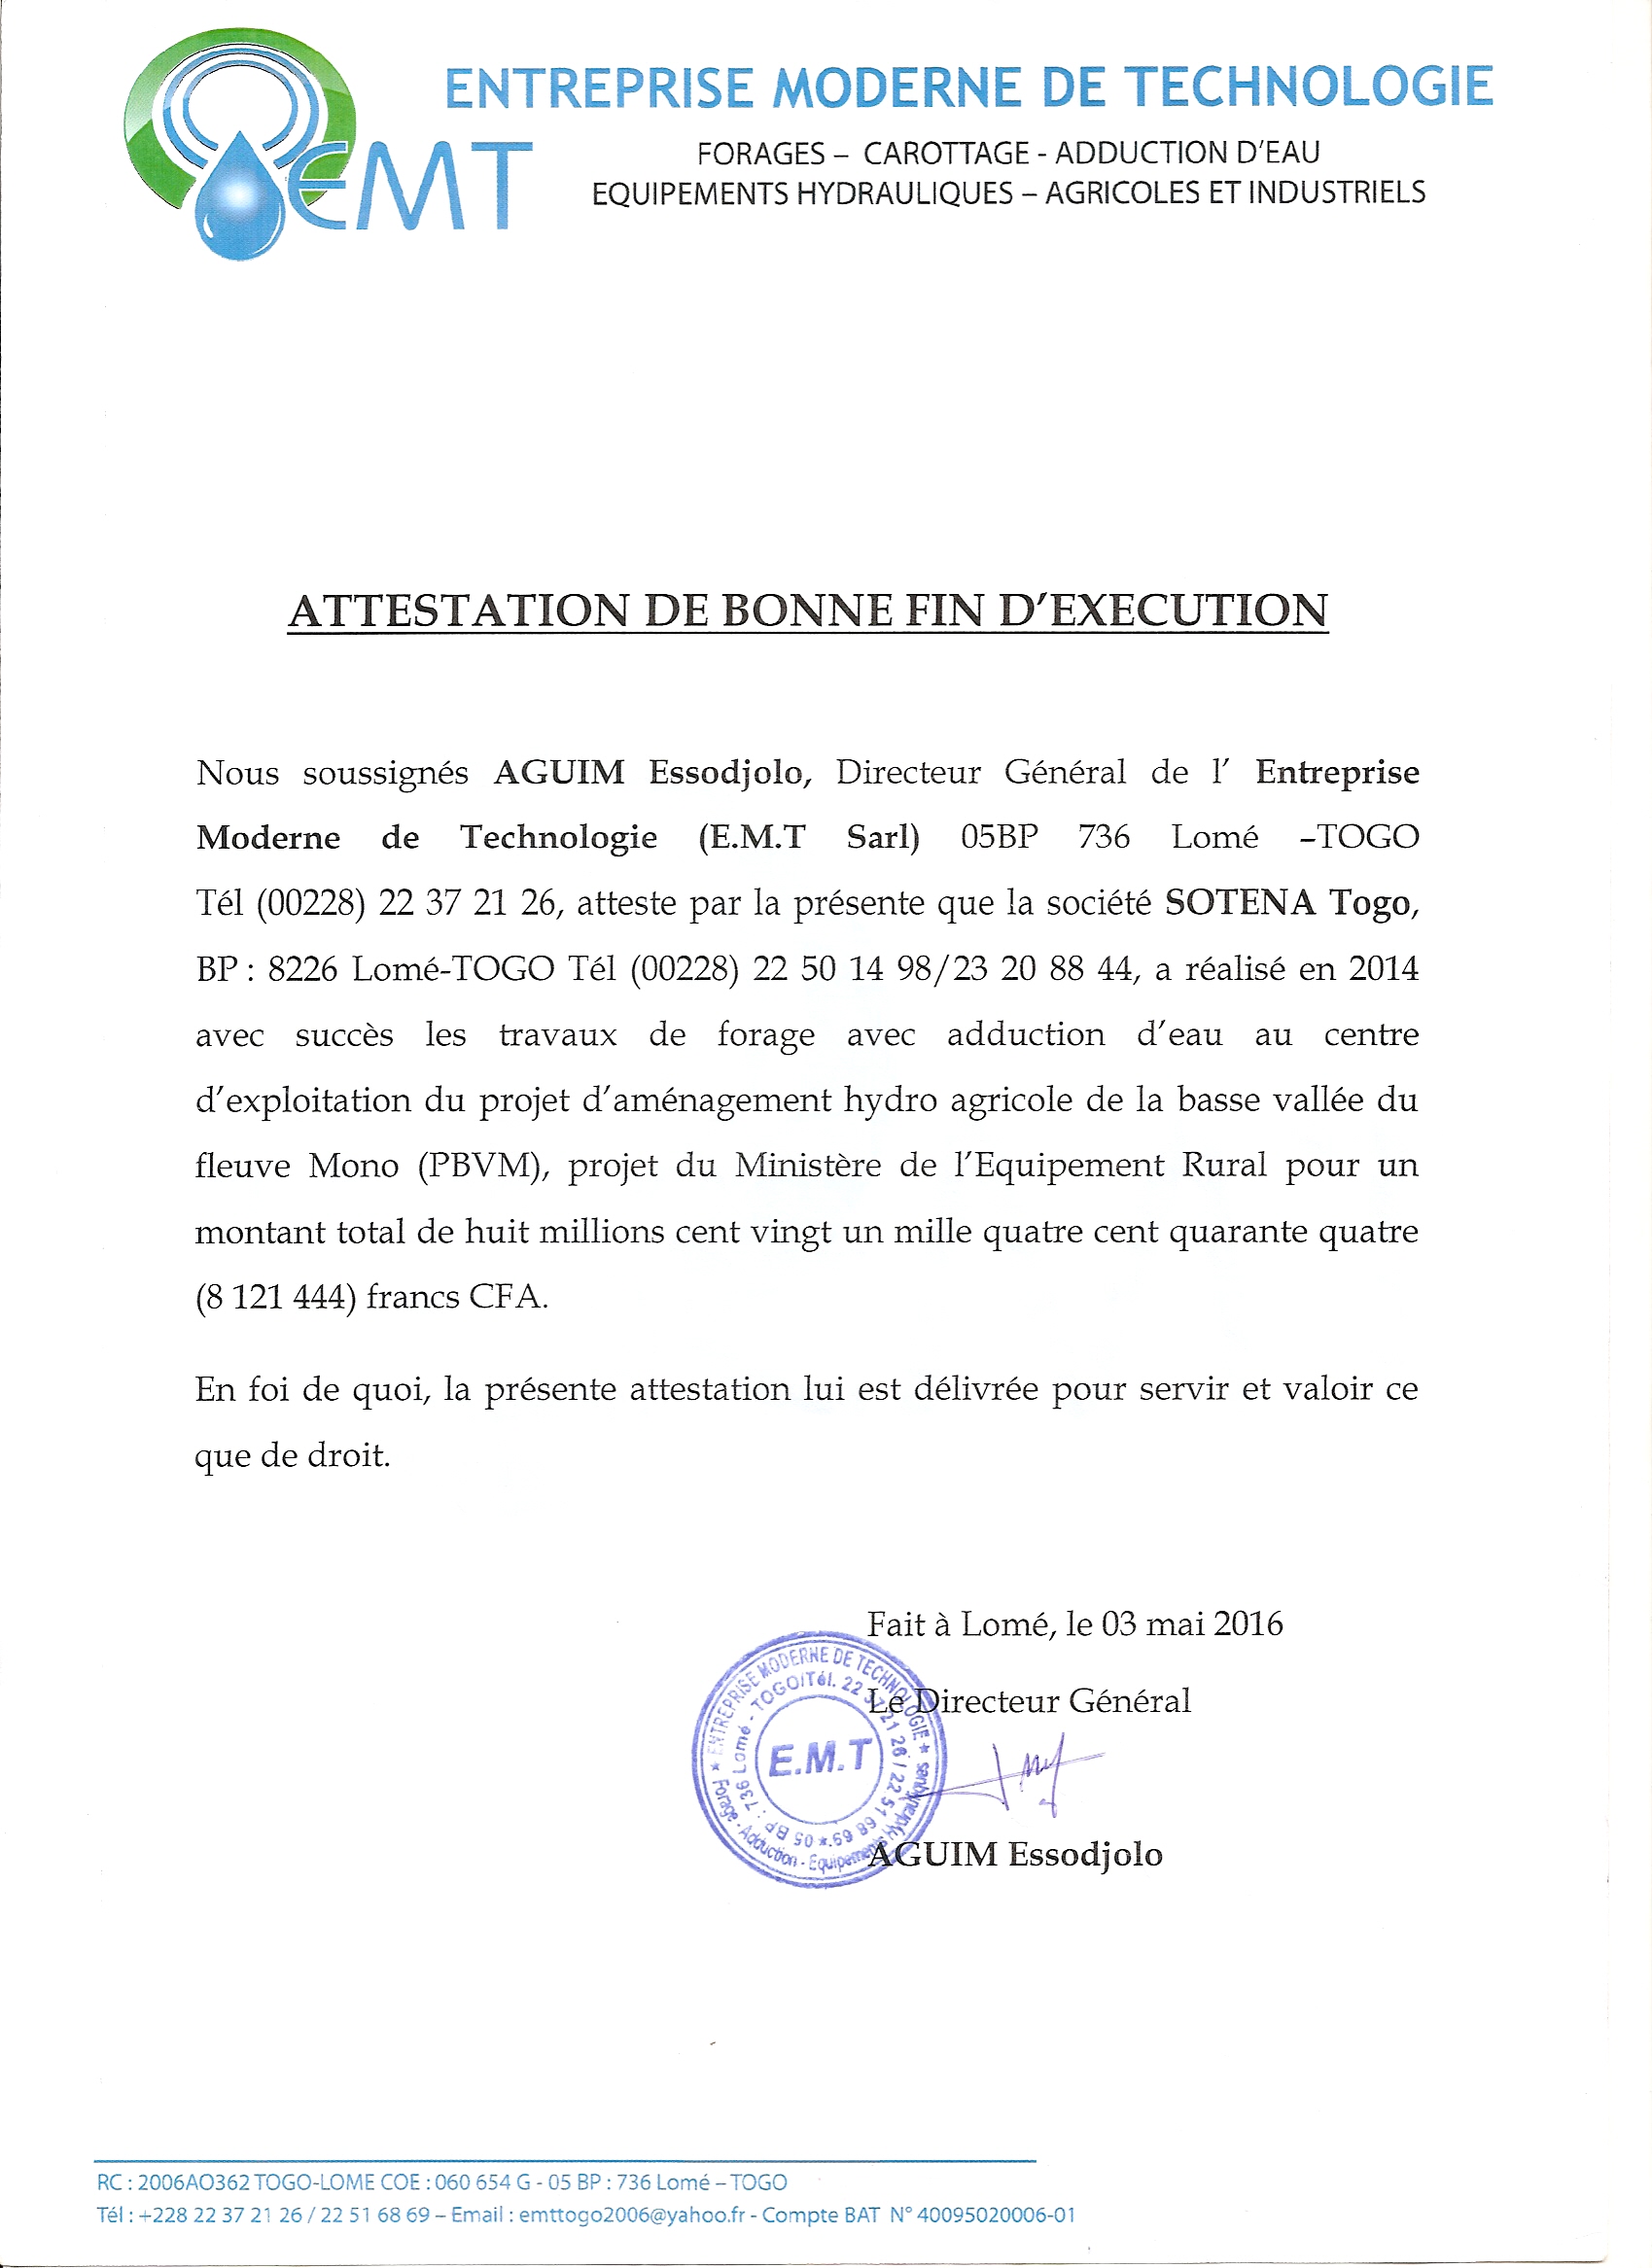 ENTREPRISE MODERNE DE TECHNOLOGIE
EMT
FORAGES – CAROTTAGE - ADDUCTION D'EAU
EQUIPEMENTS HYDRAULIQUES – AGRICOLES ET INDUSTRIELS
ATTESTATION DE BONNE FIN D'EXECUTION
Nous soussignés AGUIM Essodjolo, Directeur Général de l' Entreprise
Moderne de Technologie (E.M.T Sarl) 05BP 736 Lomé –TOGO
Tél (00228) 22 37 21 26, atteste par la présente que la société SOTENA Togo,
BP : 8226 Lomé-TOGO Tél (00228) 22 50 14 98/23 20 88 44, a réalisé en 2014
avec succès les travaux de forage avec adduction d'eau au centre
d'exploitation du projet d'aménagement hydro agricole de la basse vallée du
fleuve Mono (PBVM), projet du Ministère de l'Equipement Rural pour un
montant total de huit millions cent vingt un mille quatre cent quarante quatre
(8 121 444) francs CFA.
En foi de quoi, la présente attestation lui est délivrée pour servir et valoir ce
que de droit.
Fait à Lomé, le 03 mai 2016
Le Directeur Général
* ENTREPRISE MODERNE DE TECHNOLOGIE *
Forage - Adduction - Equipements Hydrauliques
05 BP : 736 Lomé - TOGO/Tél. 22 37 21 26 / 22 51 68 69 *
E.M.T
AGUIM Essodjolo
RC : 2006AO362 TOGO-LOME COE : 060 654 G - 05 BP : 736 Lomé – TOGO
Tél : +228 22 37 21 26 / 22 51 68 69 – Email : emttogo2006@yahoo.fr - Compte BAT N° 40095020006-01